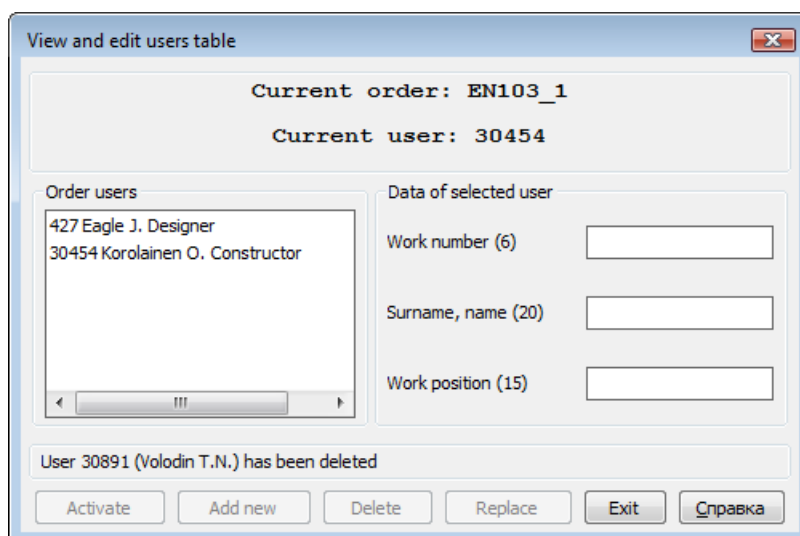 View and edit users table
Current order: EN103_1
Current user: 30454
Order users
427 Eagle J. Designer
30454 Korolainen O. Constructor
Data of selected user
Work number (6)
Surname, name (20)
Work position (15)
User 30891 (Volodin T.N.) has been deleted
Activate Add new Delete Replace Exit Справка